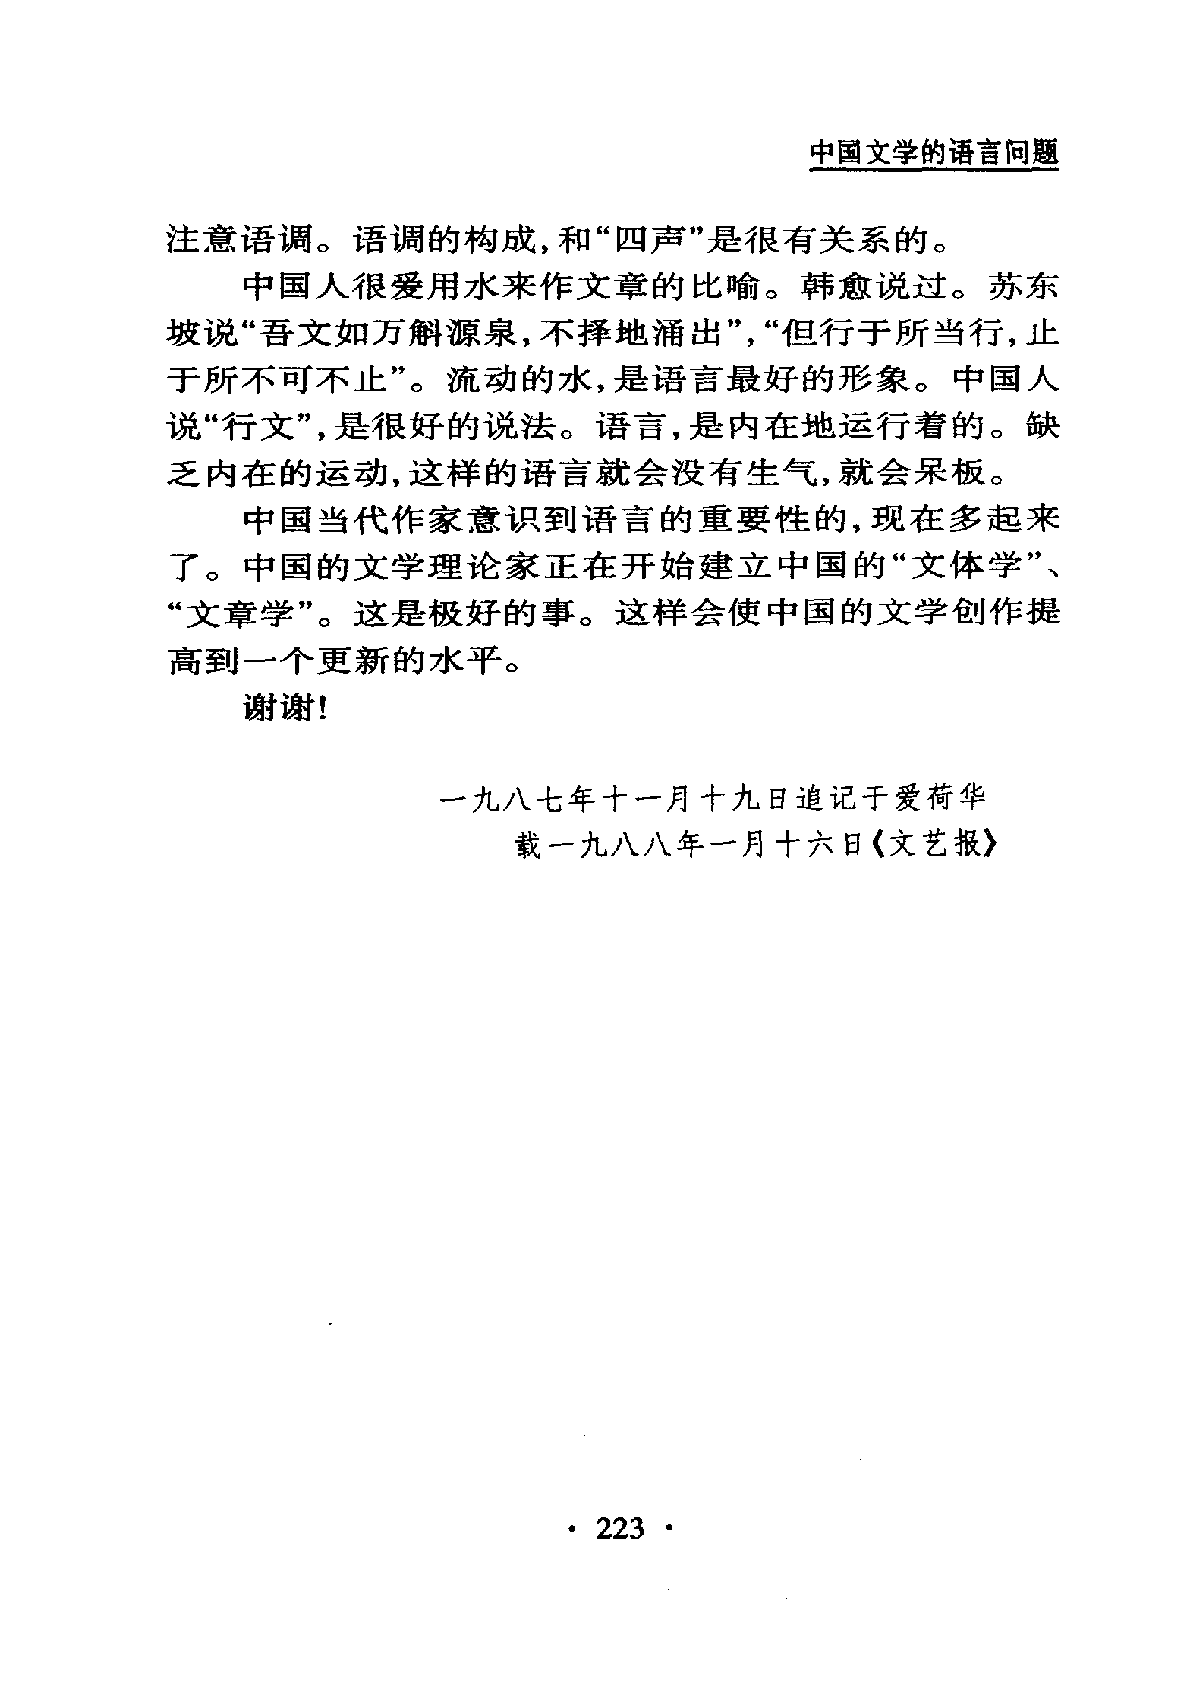 中国文学的语言问题
注意语调。语调的构成,和“四声”是很有关系的。
中国人很爱用水来作文章的比喻。韩愈说过。苏东
坡说“吾文如万斛源泉,不择地涌出”,“但行于所当行,止
于所不可不止”。流动的水,是语言最好的形象。中国人
说“行文”,是很好的说法。语言,是内在地运行着的。缺
乏内在的运动,这样的语言就会没有生气,就会呆板。
中国当代作家意识到语言的重要性的,现在多起来
了。中国的文学理论家正在开始建立中国的“文体学”、
“文章学”。这是极好的事。这样会使中国的文学创作提
高到一个更新的水平。
谢谢!
一九八七年十一月十九日追记于爱荷华
载一九八八年一月十六日《文艺报》
· 223 ·